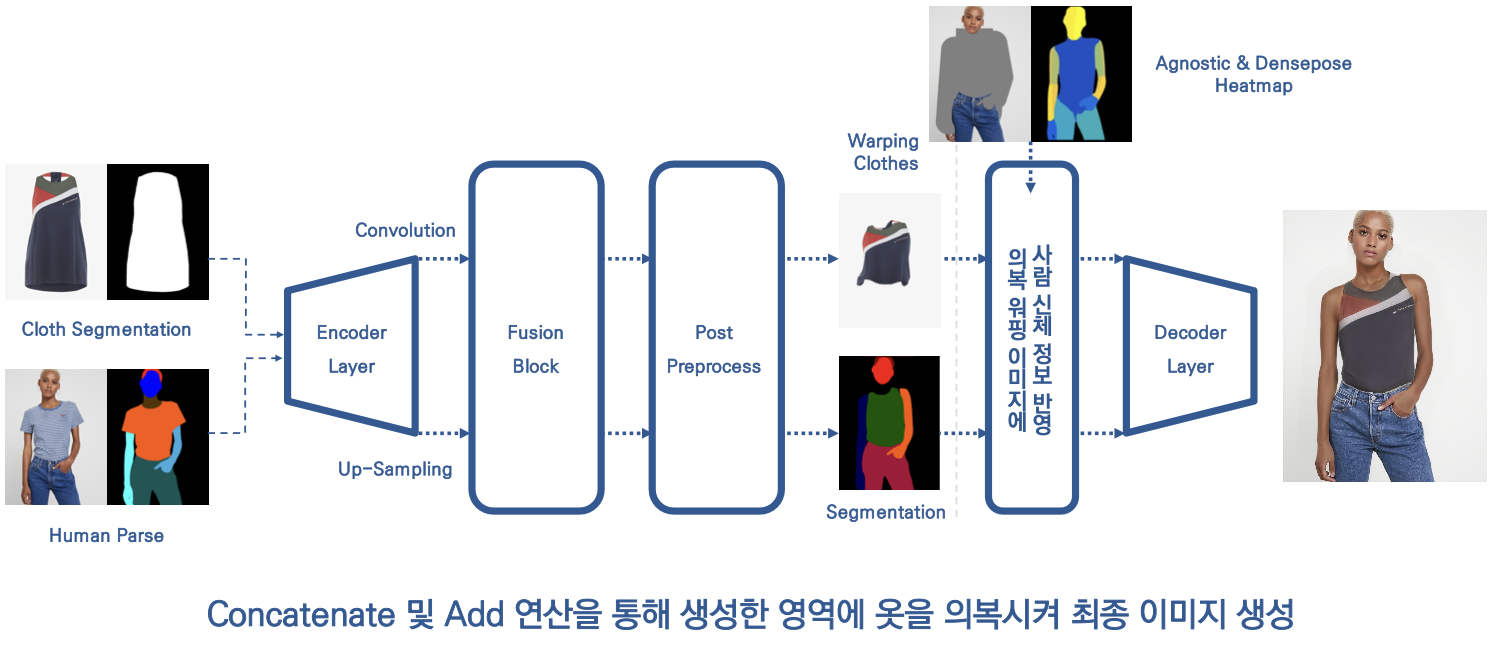 Agnostic & Densepose
Heatmap
Warping
Clothes
Convolution
Cloth Segmentation
Encoder
Layer
Fusion
Block
Post
Preprocess
의복 워핑 이미지에
사람 신체 정보 반영
Decoder
Layer
Up-Sampling
Segmentation
Human Parse
Concatenate 및 Add 연산을 통해 생성한 영역에 옷을 의복시켜 최종 이미지 생성